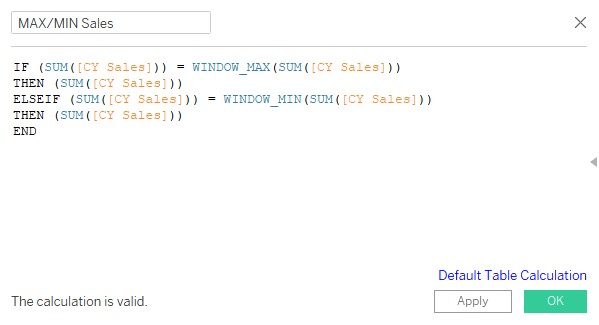 MAX/MIN Sales
IF (SUM([CY Sales])) = WINDOW_MAX(SUM([CY Sales]))
THEN (SUM([CY Sales]))
ELSEIF (SUM([CY Sales])) = WINDOW_MIN(SUM([CY Sales]))
THEN (SUM([CY Sales]))
END
Default Table Calculation
The calculation is valid.
Apply
OK